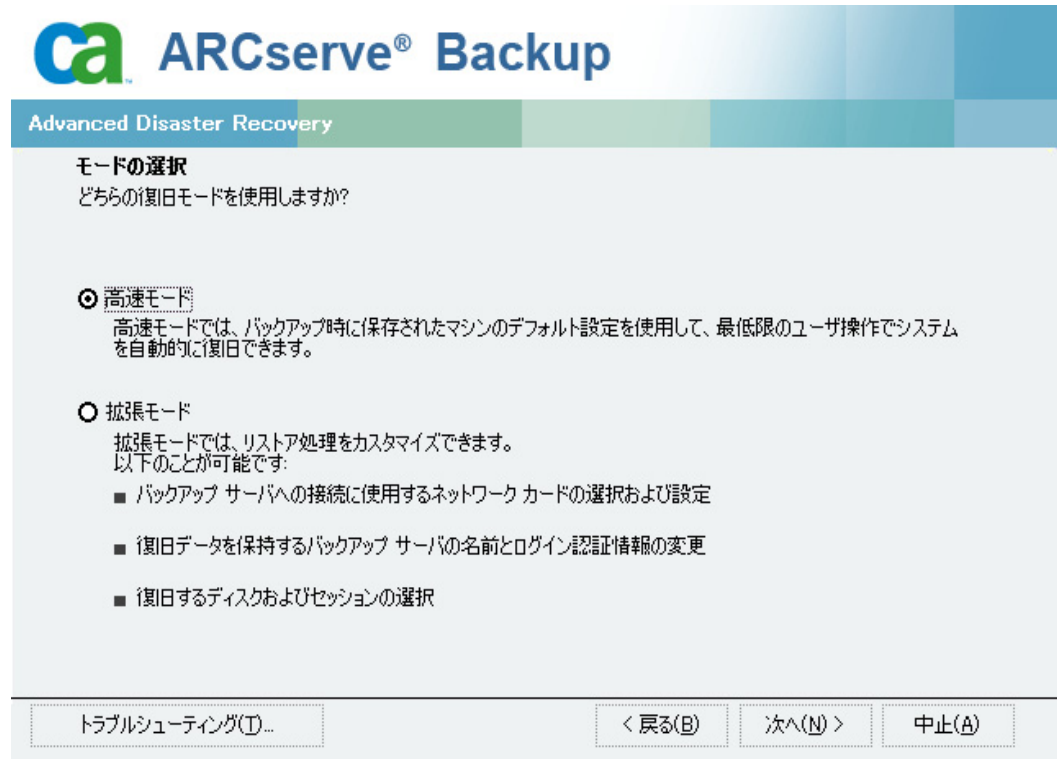 ca™ ARCserve® Backup
Advanced Disaster Recovery
モードの選択
どちらの復旧モードを使用しますか?
高速モード
高速モードでは、バックアップ時に保存されたマシンのデフォルト設定を使用して、最低限のユーザ操作でシステム
を自動的に復旧できます。
拡張モード
拡張モードでは、リストア処理をカスタマイズできます。
以下のことが可能です:
■ バックアップ サーバへの接続に使用するネットワーク カードの選択および設定
■ 復旧データを保持するバックアップ サーバの名前とログイン認証情報の変更
■ 復旧するディスクおよびセッションの選択
トラブルシューティング(T)... < 戻る(B) 次へ(N) > 中止(A)